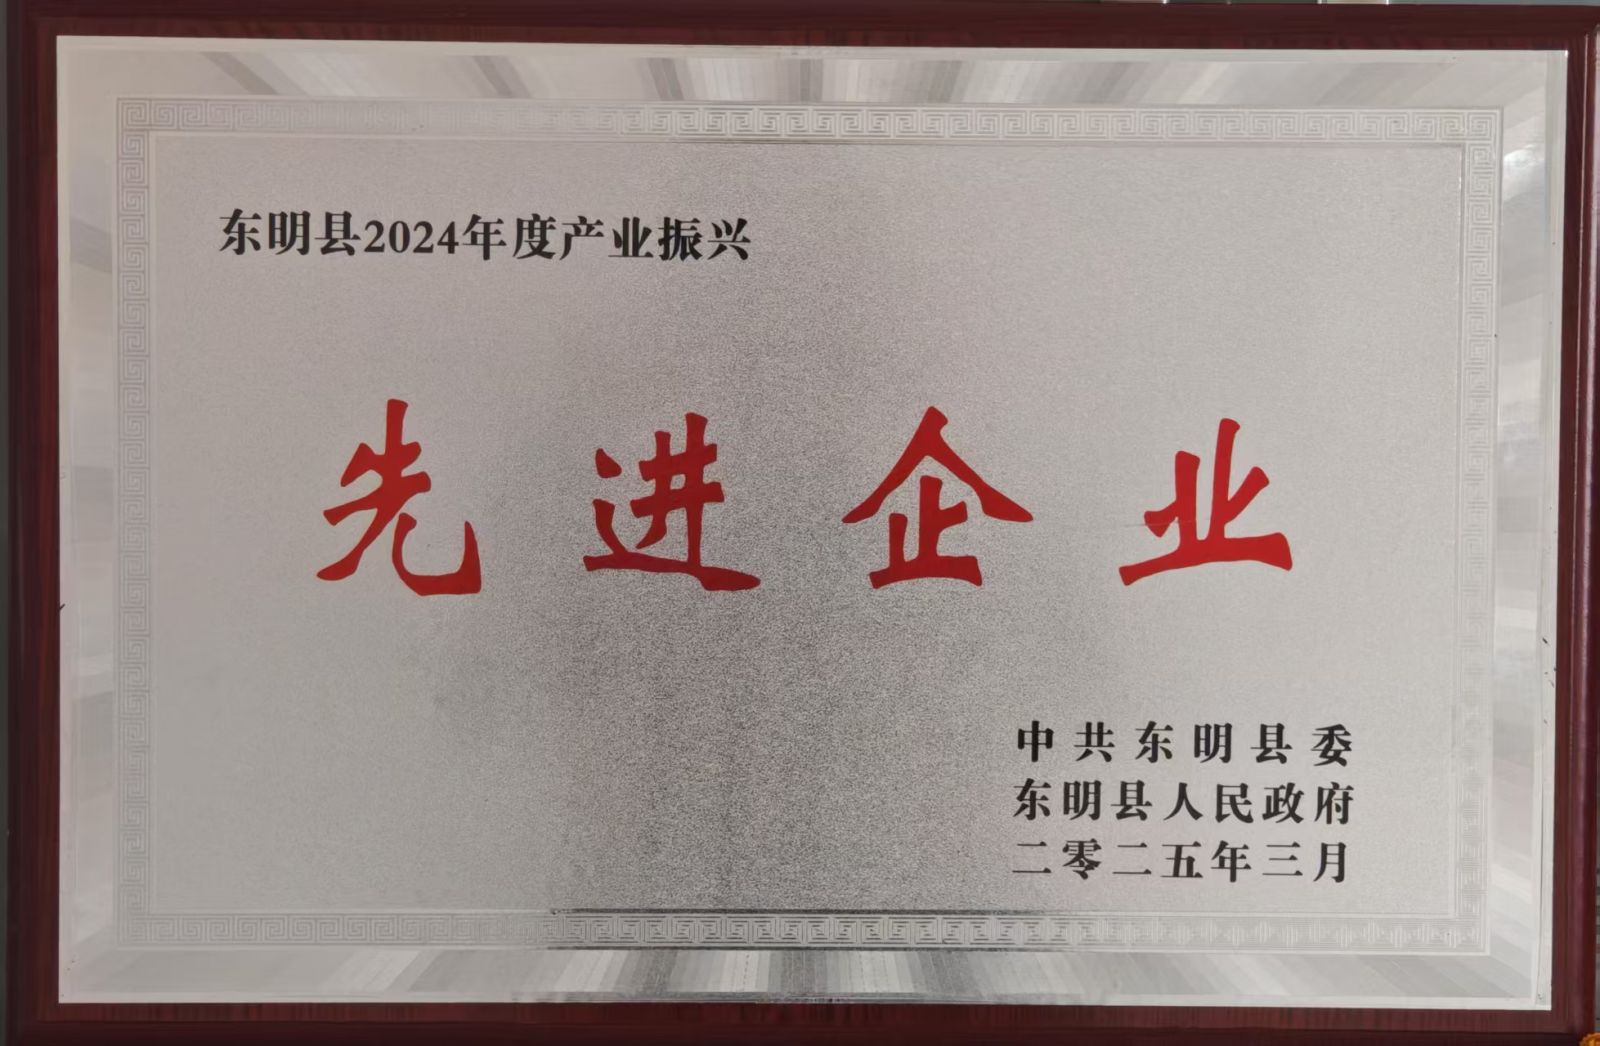 东明县2024年度产业振兴
先进企业
中共东明县委
东明县人民政府
二零二五年三月